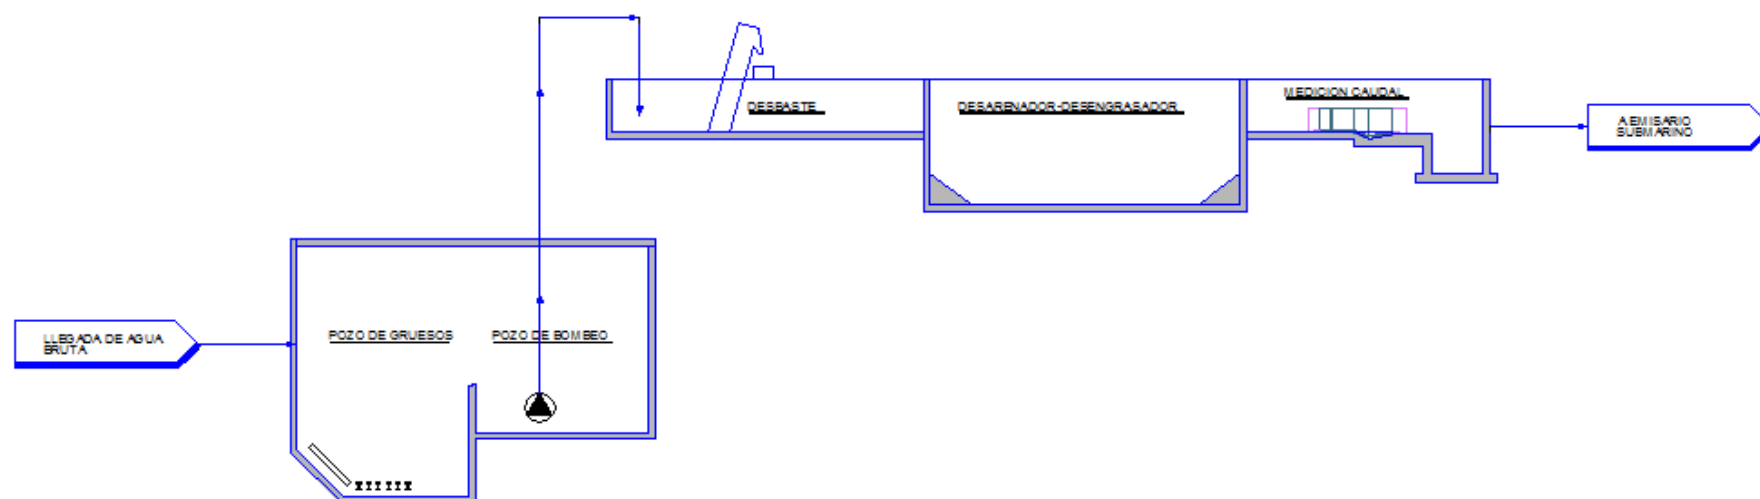 DESBASTE
DESARENADOR-DESENGRASADOR
MEDICION CAUDAL
A EMISARIO
SUBMARINO
LLEGADA DE AGUA
BRUTA
POZO DE GRUESOS
POZO DE BOMBEO